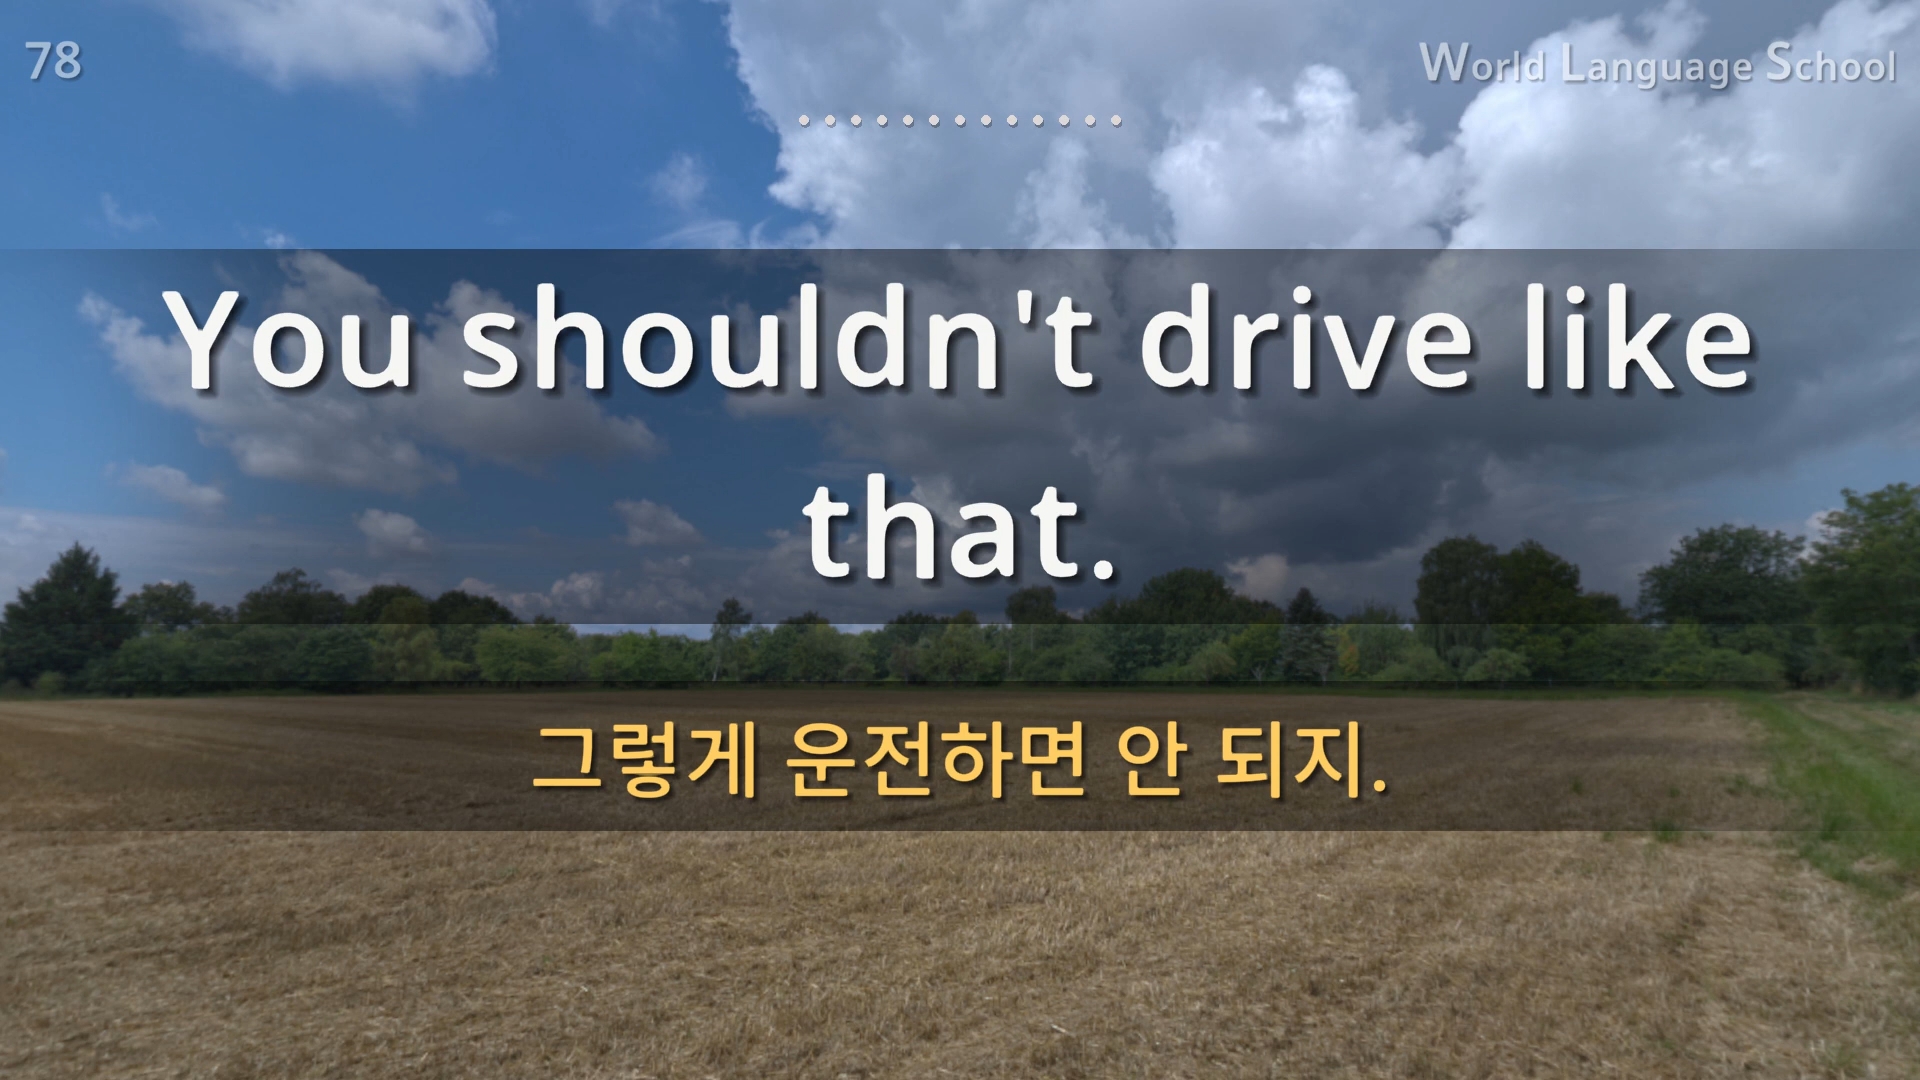 78
World Language School
You shouldn't drive like
that.
그렇게 운전하면 안 되지.